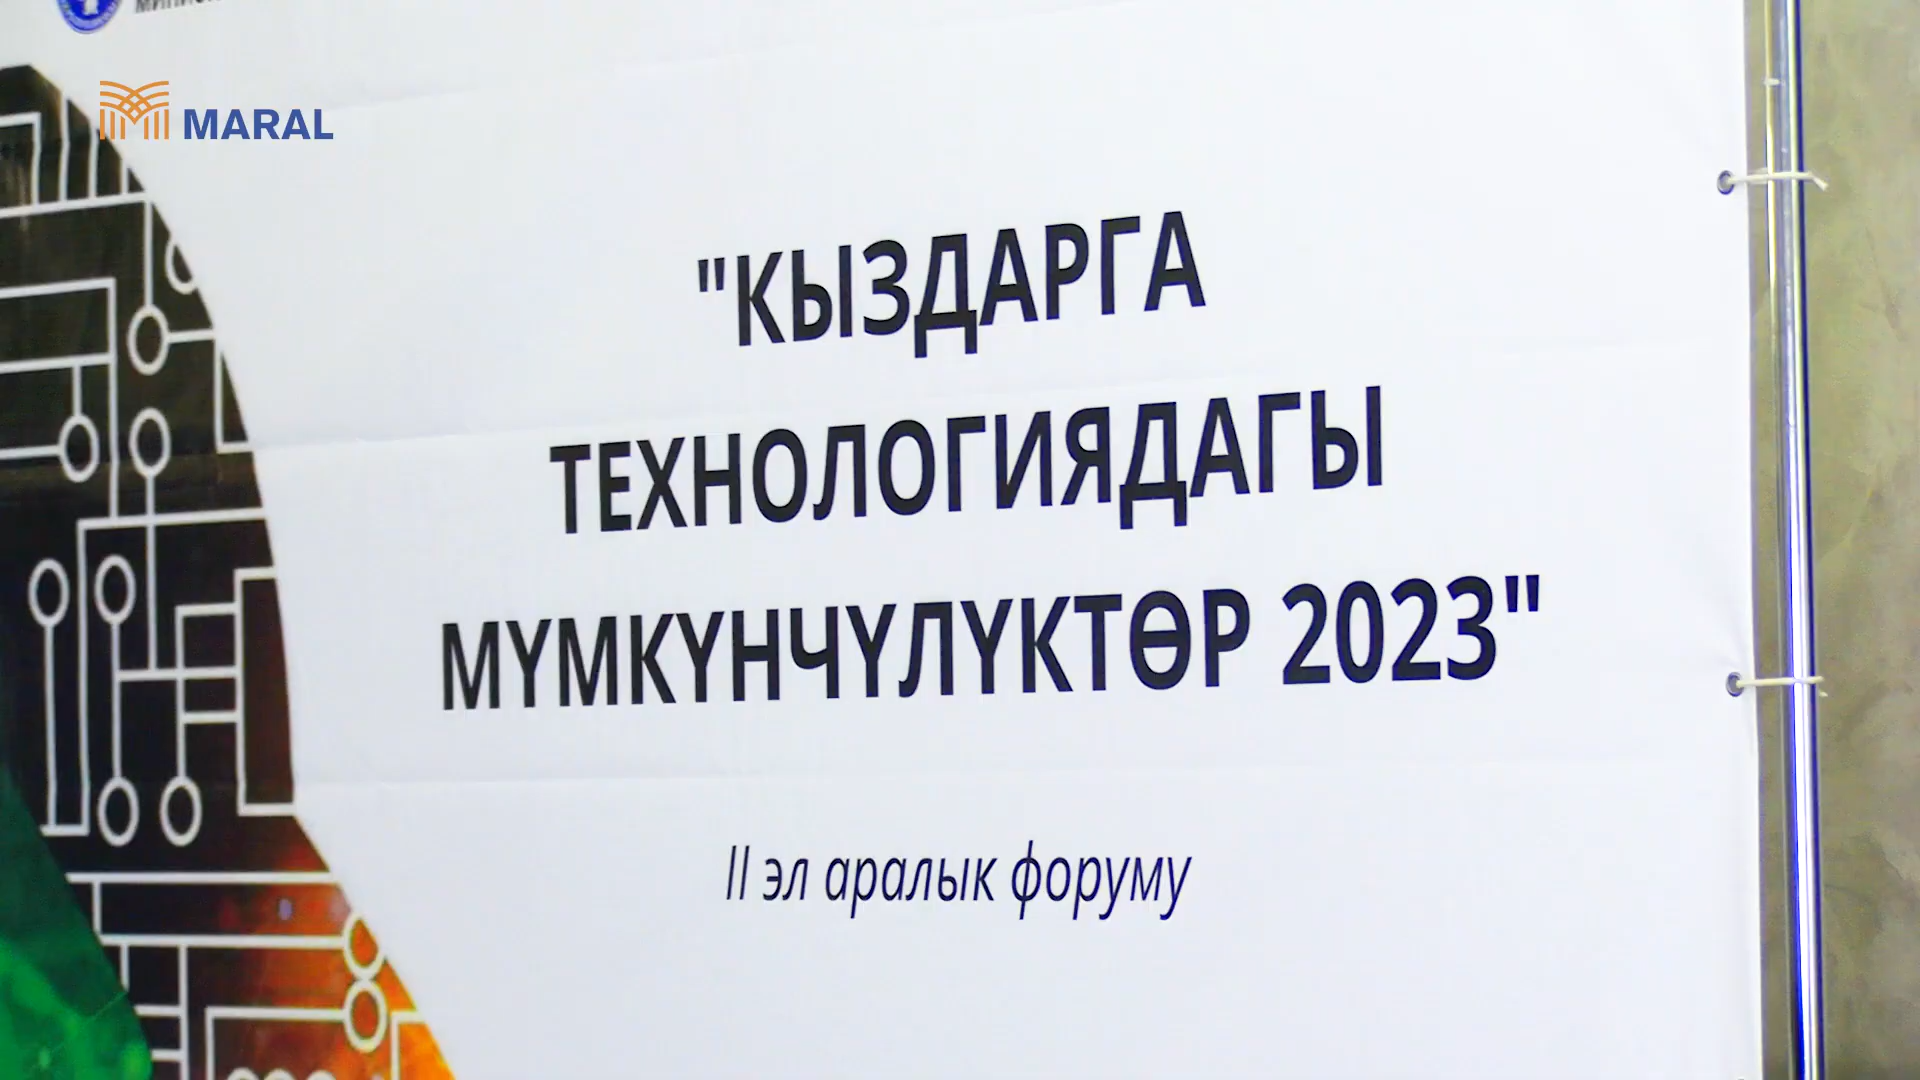 MARAL
"КЫЗДАРГА
ТЕХНОЛОГИЯДАГЫ
МҮМКҮНЧҮЛҮКТӨР 2023"
II эл аралык форуму